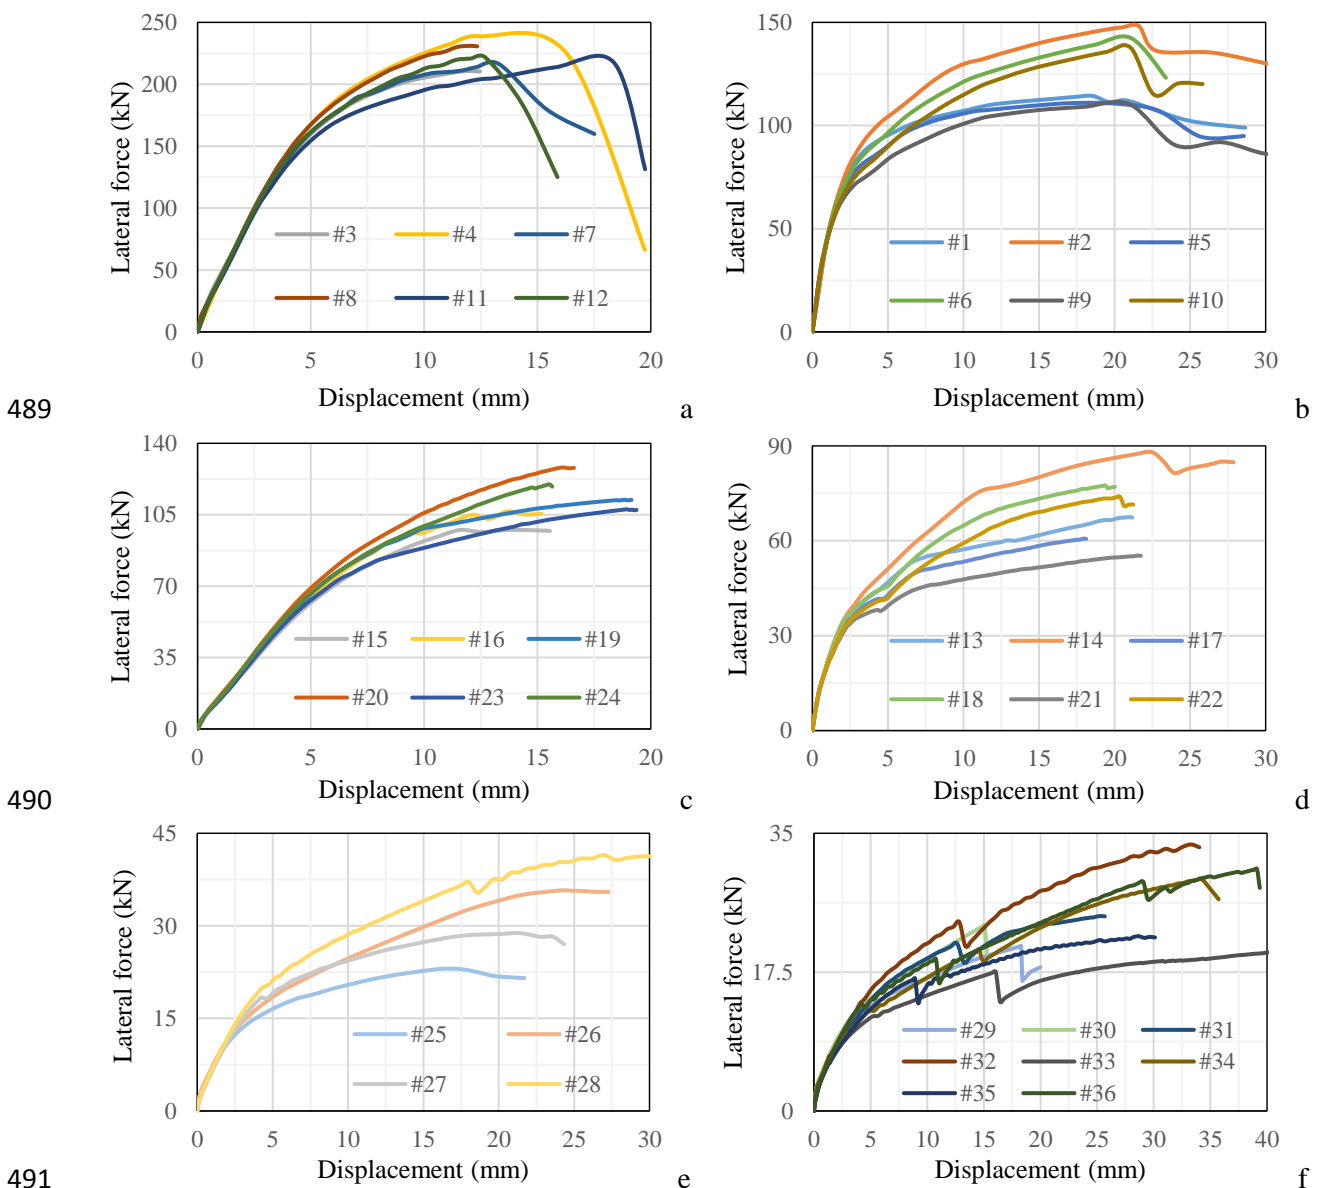 250
200
150
100
50
0
Lateral force (kN)
#3 #4 #7
#8 #11 #12
0 5 10 15 20
Displacement (mm)
489 a
150
100
50
0
Lateral force (kN)
#1 #2 #5
#6 #9 #10
0 5 10 15 20 25 30
Displacement (mm)
b
140
105
70
35
0
Lateral force (kN)
#15 #16 #19
#20 #23 #24
0 5 10 15 20
Displacement (mm)
490 c
90
60
30
0
Lateral force (kN)
#13 #14 #17
#18 #21 #22
0 5 10 15 20 25 30
Displacement (mm)
d
45
30
15
0
Lateral force (kN)
#25 #26
#27 #28
0 5 10 15 20 25 30
Displacement (mm)
491 e
35
17.5
0
Lateral force (kN)
#29 #30 #31
#32 #33 #34
#35 #36
0 5 10 15 20 25 30 35 40
Displacement (mm)
f